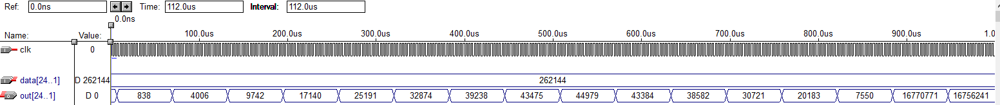 Ref: 0.0ns Time: 112.0us Interval: 112.0us
0.0ns
Name: Value: 100.0us 200.0us 300.0us 400.0us 500.0us 600.0us 700.0us 800.0us 900.0us 1.0
clk 0
data[24..1] D 262144 262144
out[24..1] D 0 838 4006 9742 17140 25191 32874 39238 43475 44979 43384 38582 30721 20183 7550 16770771 16756241